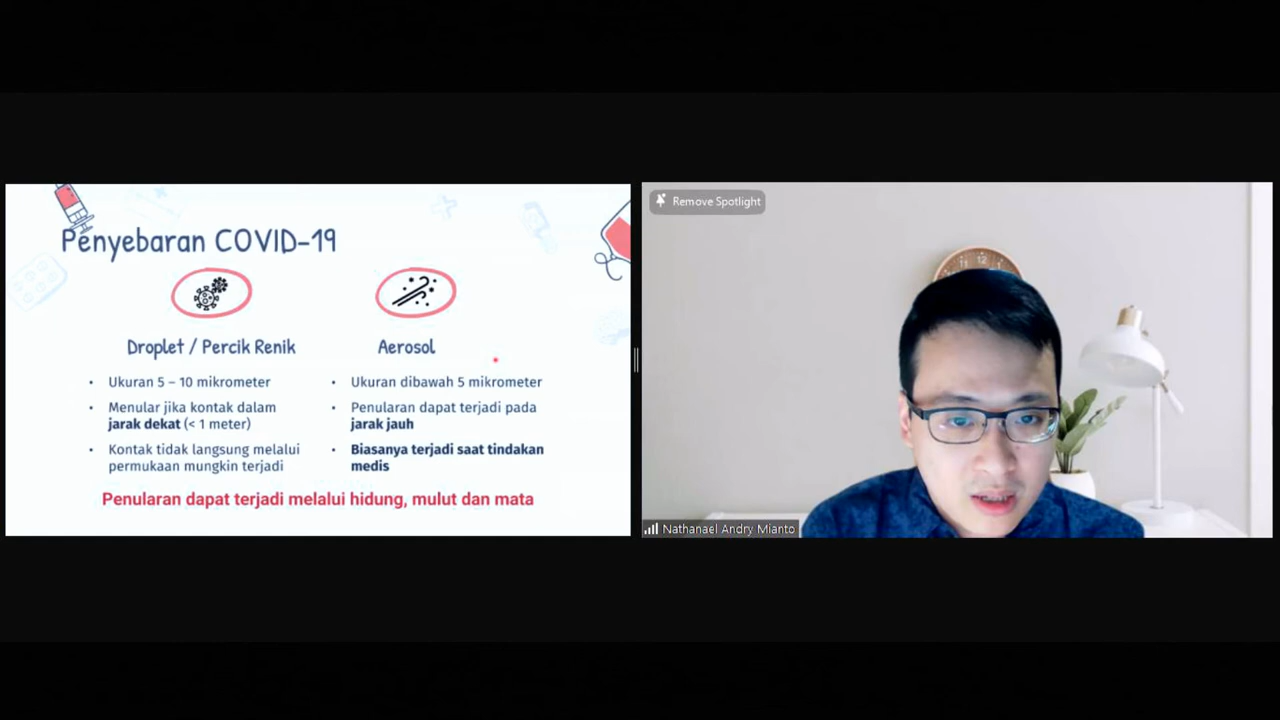 Penyebaran COVID-19
Droplet / Percik Renik
• Ukuran 5 – 10 mikrometer
• Menular jika kontak dalam
jarak dekat (< 1 meter)
• Kontak tidak langsung melalui
permukaan mungkin terjadi
Aerosol
• Ukuran dibawah 5 mikrometer
• Penularan dapat terjadi pada
jarak jauh
• Biasanya terjadi saat tindakan
medis
Penularan dapat terjadi melalui hidung, mulut dan mata
Remove Spotlight
12
Nathanael Andry Mianto